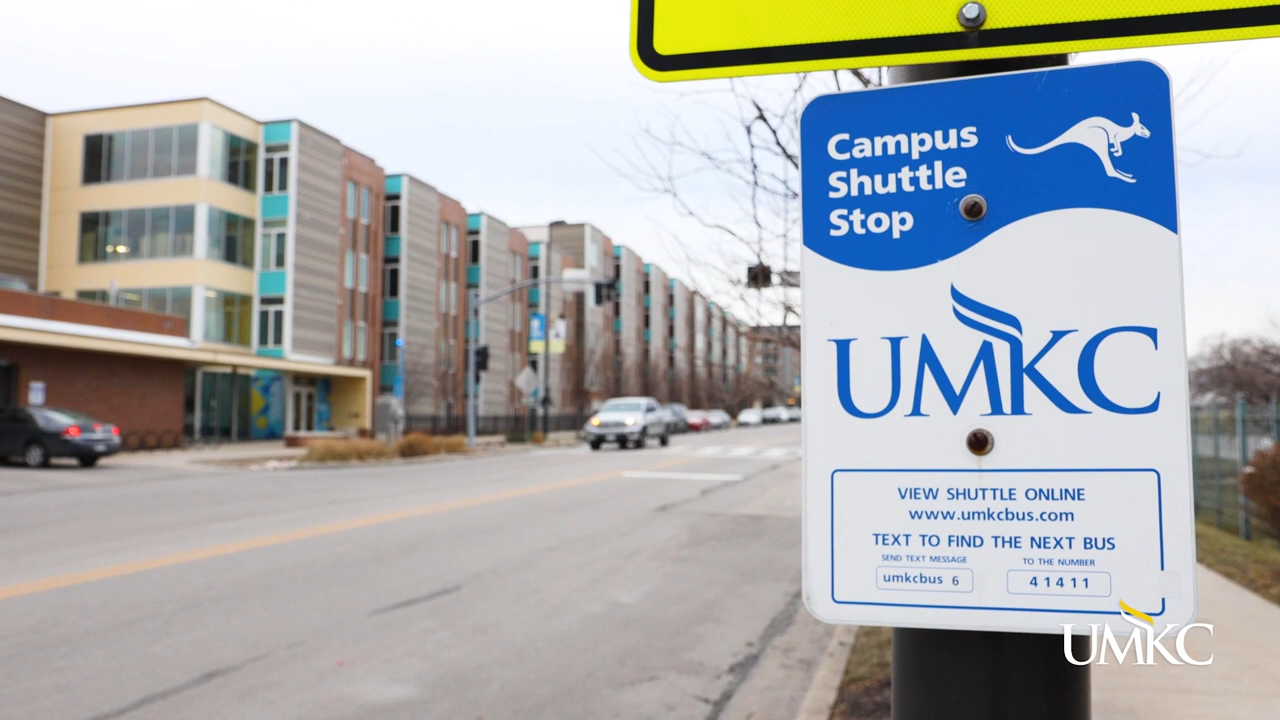 Campus
Shuttle
Stop
UMKC
VIEW SHUTTLE ONLINE
www.umkcbus.com
TEXT TO FIND THE NEXT BUS
SEND TEXT MESSAGE
TO THE NUMBER
umkcbus 6
41411
UMKC